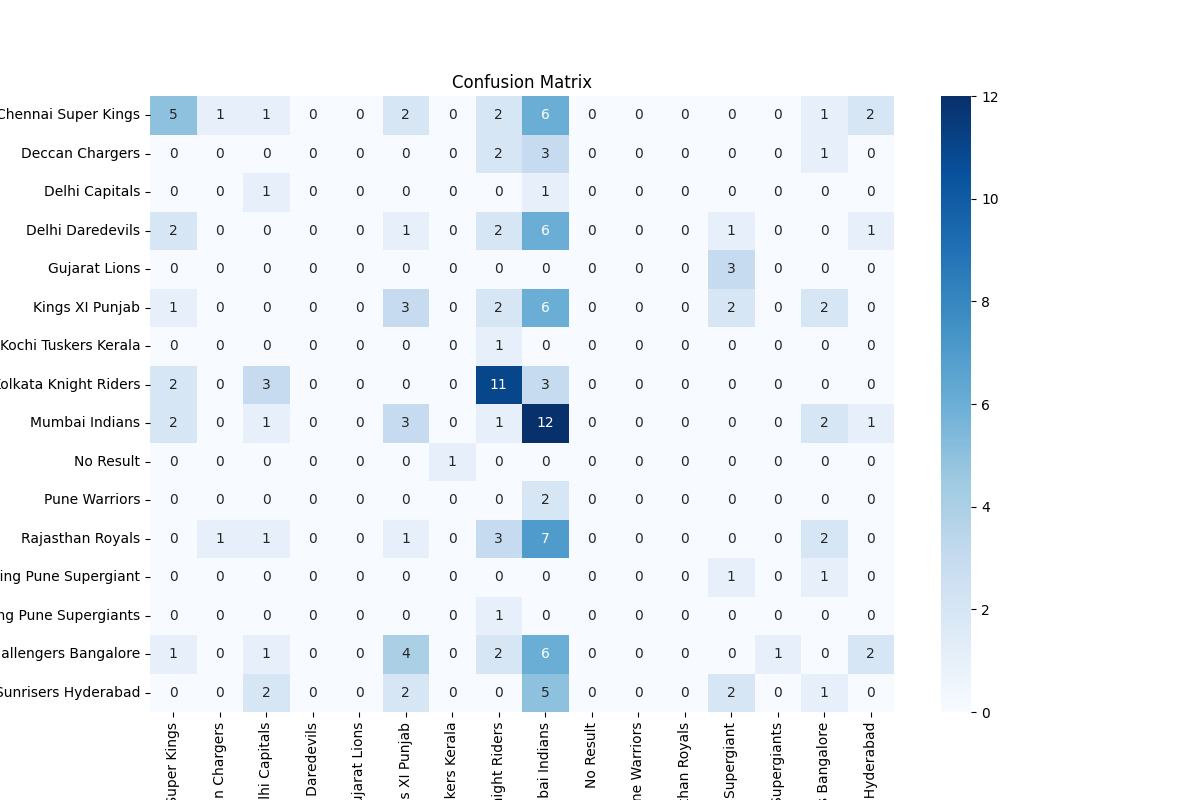 Confusion Matrix
Chennai Super Kings 5 1 1 0 0 2 0 2 6 0 0 0 0 0 1 2
Deccan Chargers 0 0 0 0 0 0 0 2 3 0 0 0 0 0 1 0
Delhi Capitals 0 0 1 0 0 0 0 0 1 0 0 0 0 0 0 0
Delhi Daredevils 2 0 0 0 0 1 0 2 6 0 0 0 1 0 0 1
Gujarat Lions 0 0 0 0 0 0 0 0 0 0 0 0 3 0 0 0
Kings XI Punjab 1 0 0 0 0 3 0 2 6 0 0 0 2 0 2 0
Kochi Tuskers Kerala 0 0 0 0 0 0 0 1 0 0 0 0 0 0 0 0
Kolkata Knight Riders 2 0 3 0 0 0 0 11 3 0 0 0 0 0 0 0
Mumbai Indians 2 0 1 0 0 3 0 1 12 0 0 0 0 0 2 1
No Result 0 0 0 0 0 0 1 0 0 0 0 0 0 0 0 0
Pune Warriors 0 0 0 0 0 0 0 0 2 0 0 0 0 0 0 0
Rajasthan Royals 0 1 1 0 0 1 0 3 7 0 0 0 0 0 2 0
ing Pune Supergiant 0 0 0 0 0 0 0 0 0 0 0 0 1 0 1 0
ng Pune Supergiants 0 0 0 0 0 0 0 1 0 0 0 0 0 0 0 0
allengers Bangalore 1 0 1 0 0 4 0 2 6 0 0 0 0 1 0 2
Sunrisers Hyderabad 0 0 2 0 0 2 0 0 5 0 0 0 2 0 1 0
Super Kings
n Chargers
lhi Capitals
Daredevils
ujarat Lions
s XI Punjab
kers Kerala
ight Riders
bai Indians
No Result
ne Warriors
than Royals
Supergiant
Supergiants
s Bangalore
Hyderabad
12
10
8
6
4
2
0